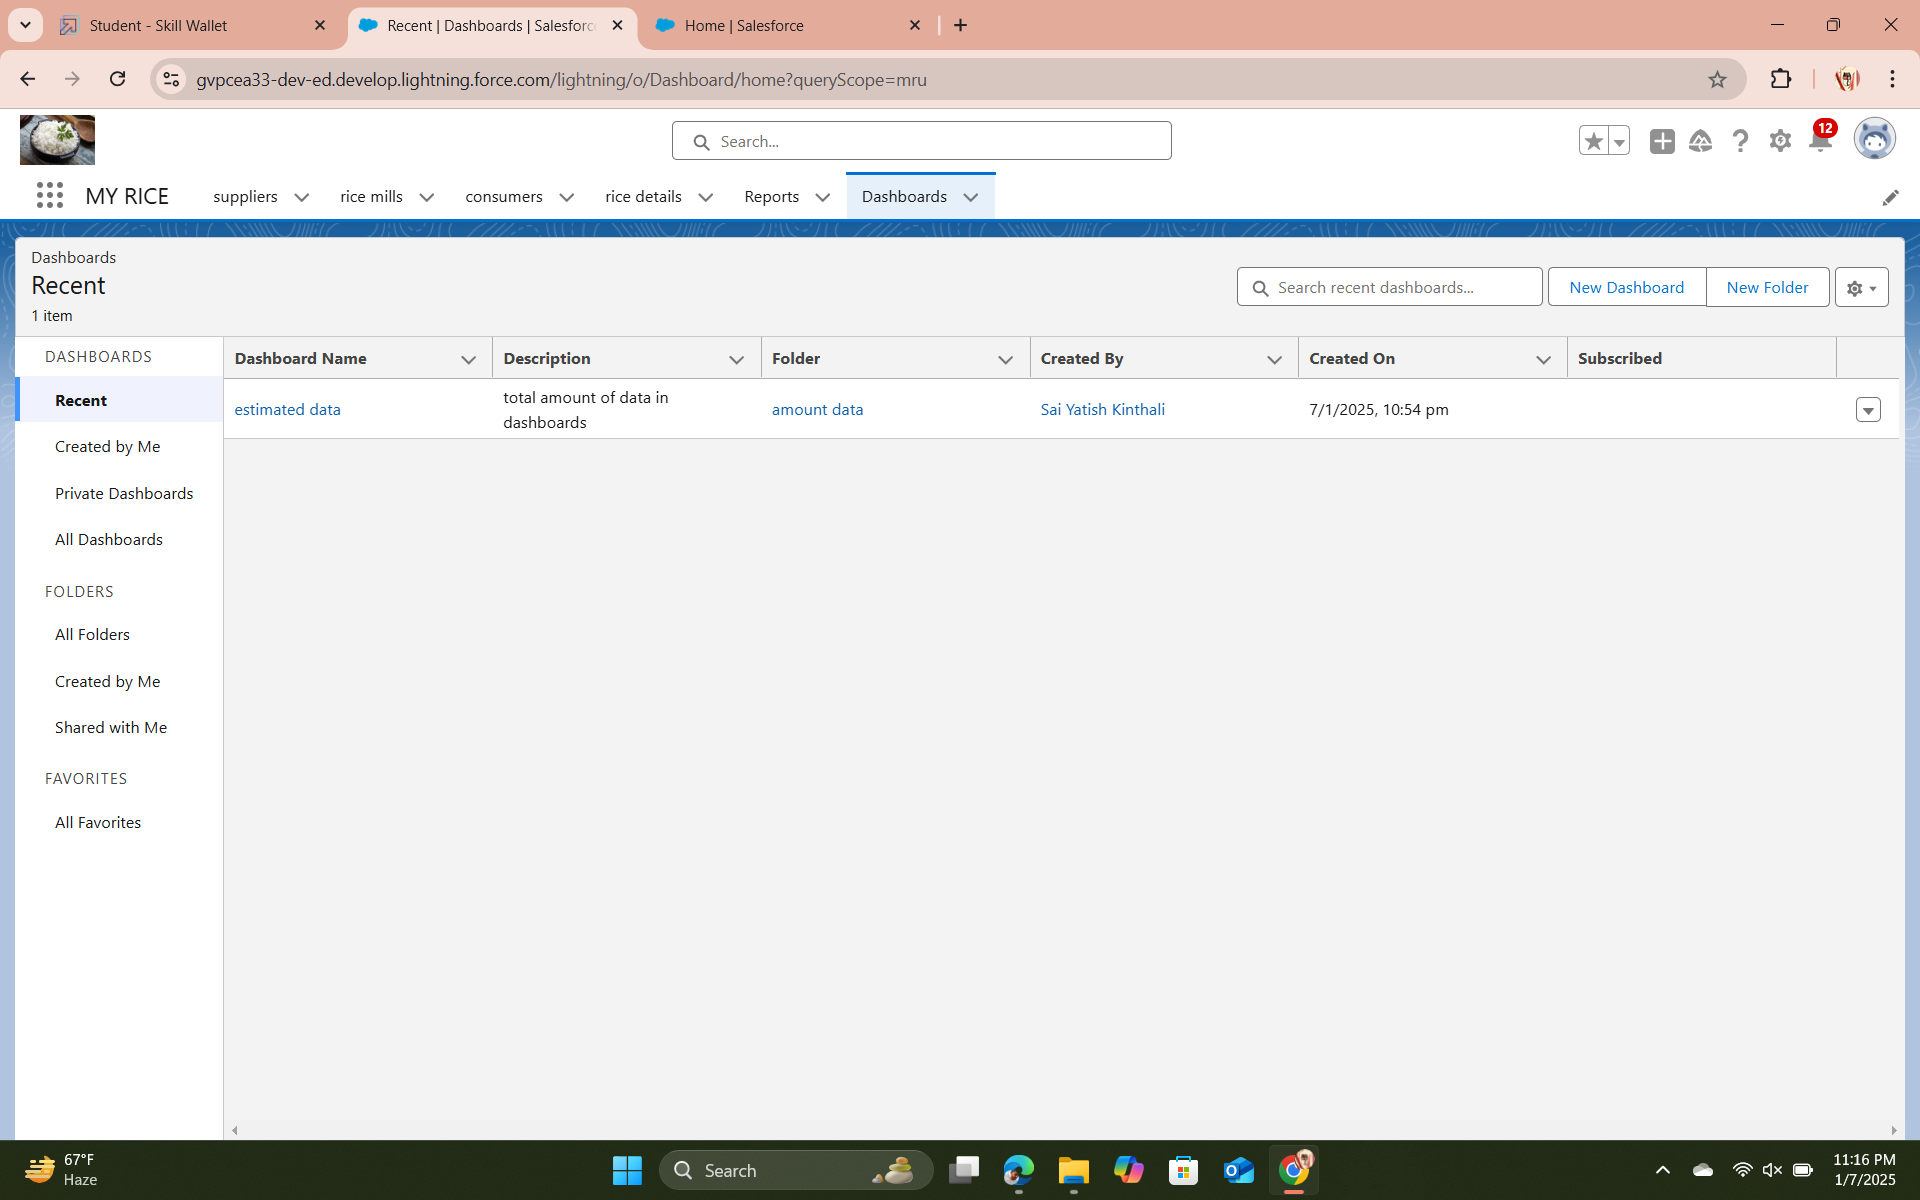 Student - Skill Wallet
Recent | Dashboards | Salesforc
Home | Salesforce
gvpcea33-dev-ed.develop.lightning.force.com/lightning/o/Dashboard/home?queryScope=mru
Search...
12
MY RICE
suppliers
rice mills
consumers
rice details
Reports
Dashboards
Dashboards
Recent
1 item
Search recent dashboards...
New Dashboard
New Folder
DASHBOARDS
Recent
Created by Me
Private Dashboards
All Dashboards
FOLDERS
All Folders
Created by Me
Shared with Me
FAVORITES
All Favorites
Dashboard Name
Description
Folder
Created By
Created On
Subscribed
estimated data
total amount of data in
dashboards
amount data
Sai Yatish Kinthali
7/1/2025, 10:54 pm
67°F
Haze
Search
11:16 PM
1/7/2025